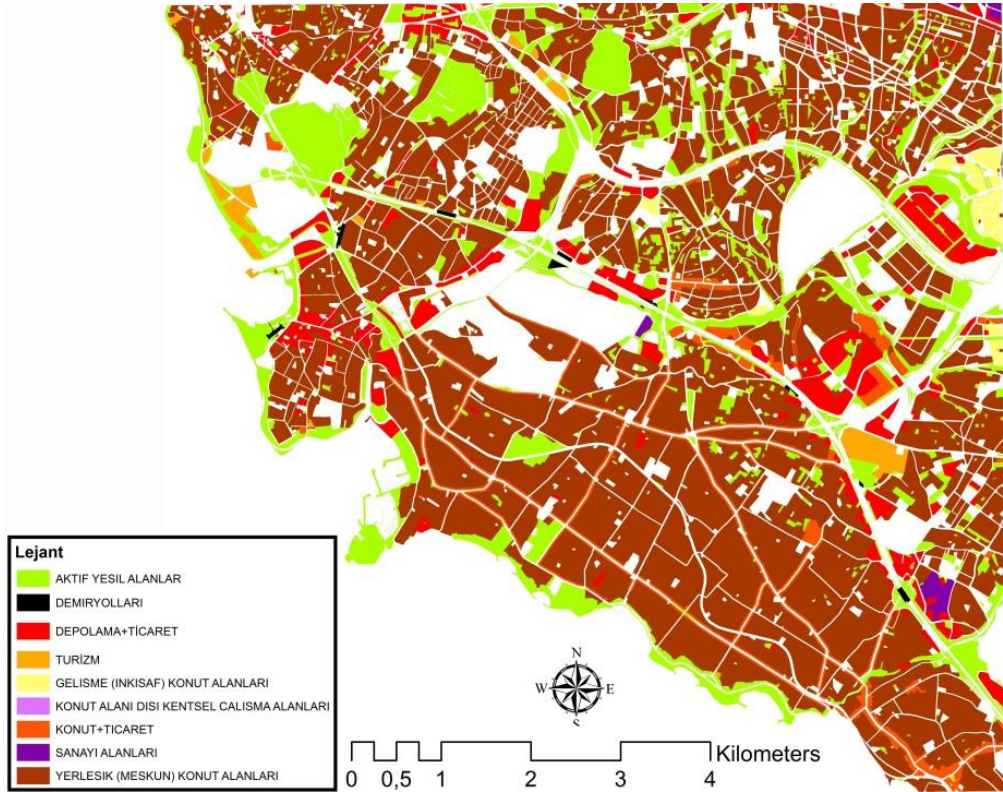 Lejant
AKTIF YESIL ALANLAR
DEMIRYOLLARI
DEPOLAMA+TİCARET
TURİZM
GELISME (INKISAF) KONUT ALANLARI
KONUT ALANI DISI KENTSEL CALISMA ALANLARI
KONUT+TICARET
SANAYI ALANLARI
YERLESIK (MESKUN) KONUT ALANLARI
N
W E
S
Kilometers
0 0,5 1 2 3 4